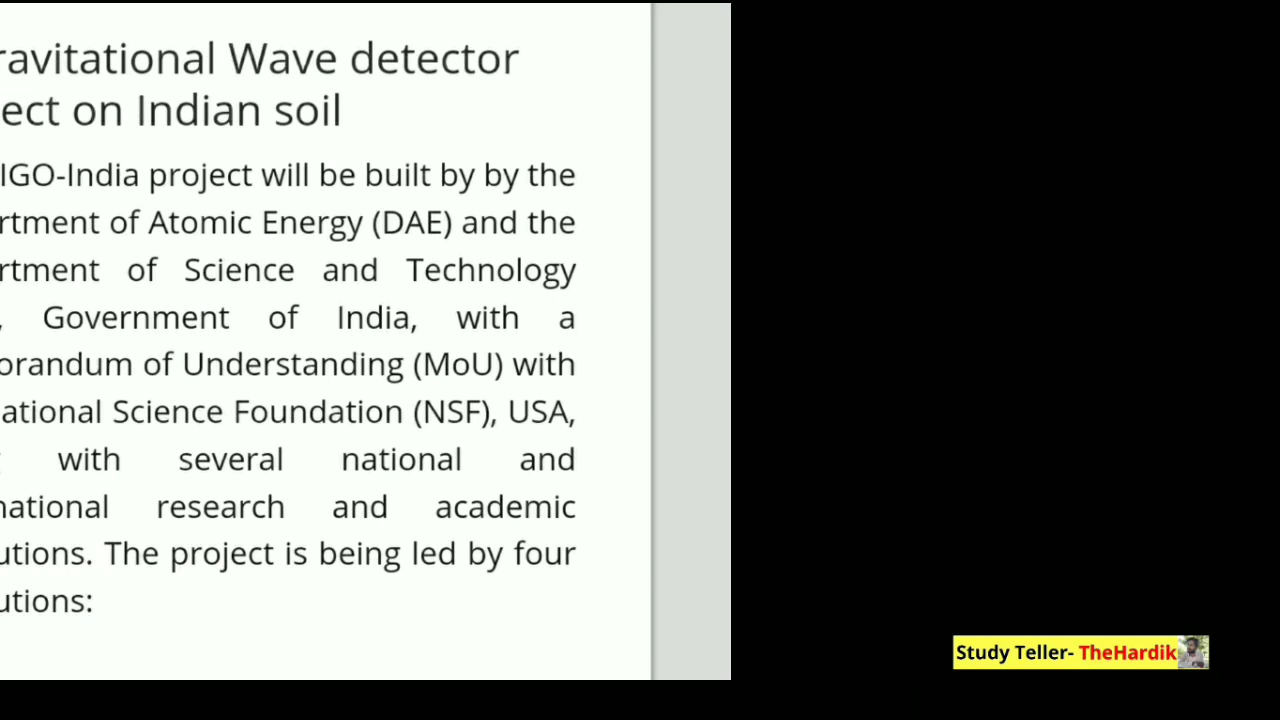 ravitational Wave detector
ect on Indian soil
IGO-India project will be built by by the
rtment of Atomic Energy (DAE) and the
rtment of Science and Technology
, Government of India, with a
orandum of Understanding (MoU) with
ational Science Foundation (NSF), USA,
with several national and
national research and academic
utions. The project is being led by four
utions:
Study Teller- TheHardik